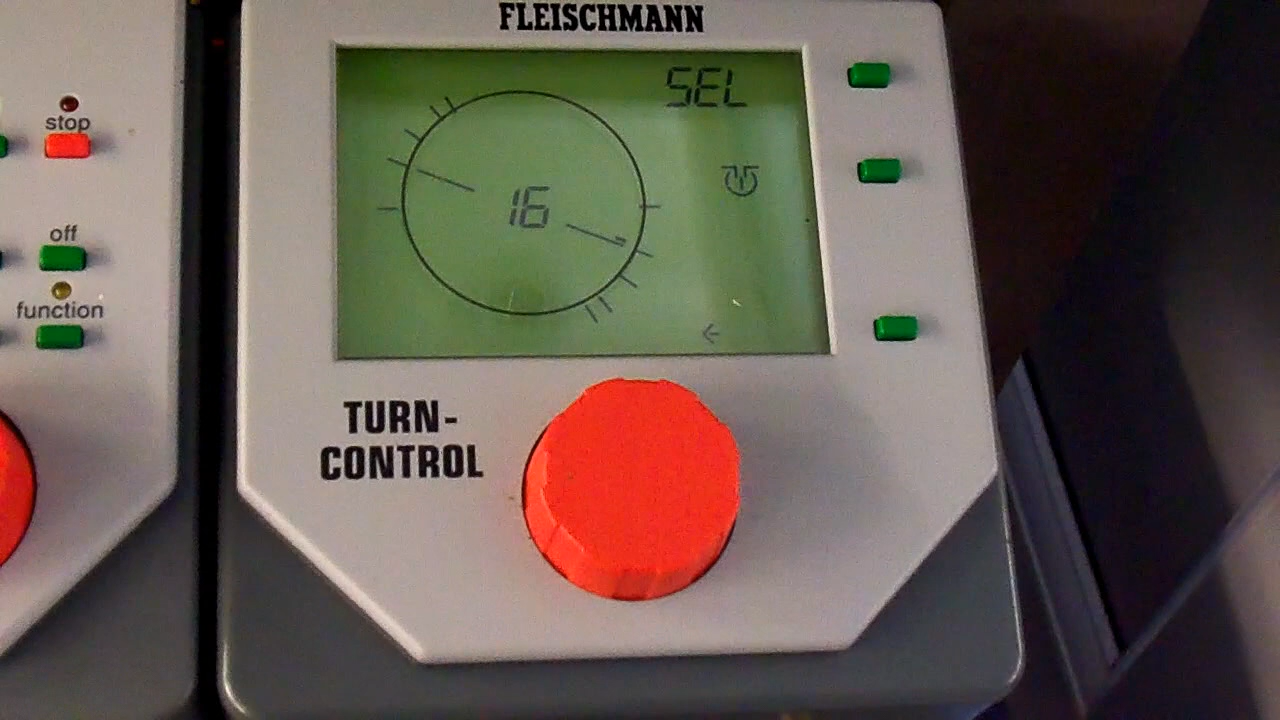 FLEISCHMANN
SEL
16
stop
off
function
TURN-
CONTROL